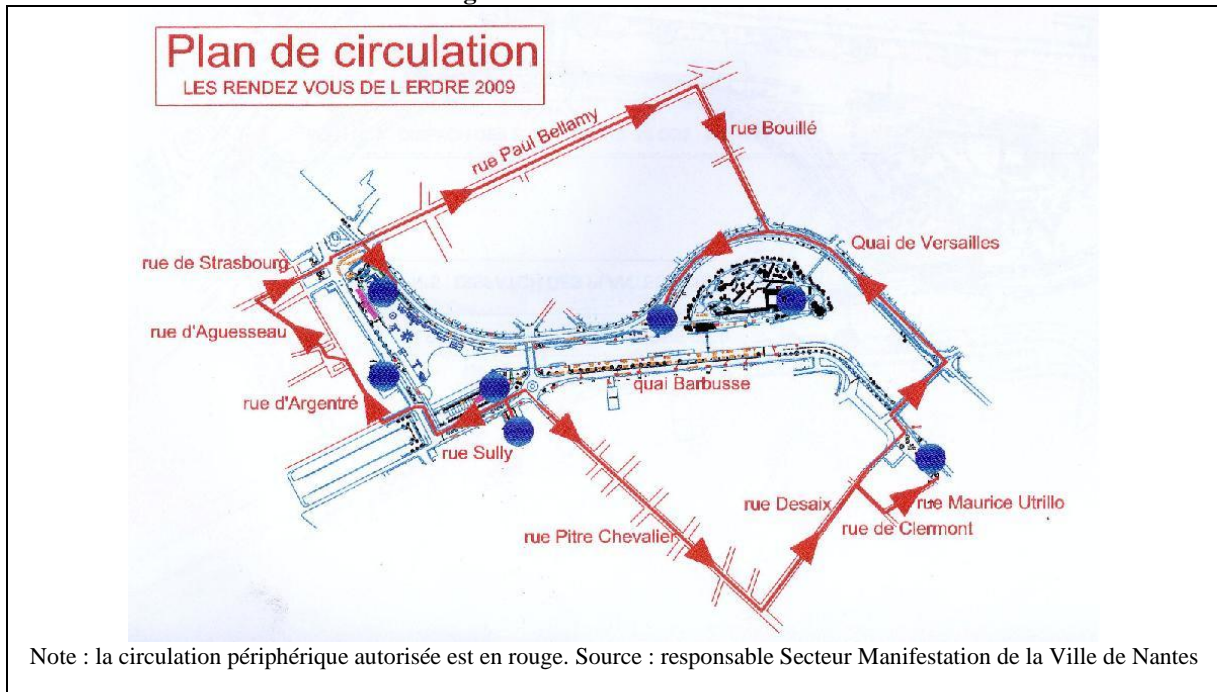 Plan de circulation
LES RENDEZ VOUS DE L ERDRE 2009
rue Paul Bellamy
rue Bouillé
Quai de Versailles
rue de Strasbourg
rue d'Aguesseau
rue d'Argentré
quai Barbusse
rue Sully
rue Desaix
rue Maurice Utrillo
rue de Clermont
rue Pitre Chevalier
Note : la circulation périphérique autorisée est en rouge. Source : responsable Secteur Manifestation de la Ville de Nantes